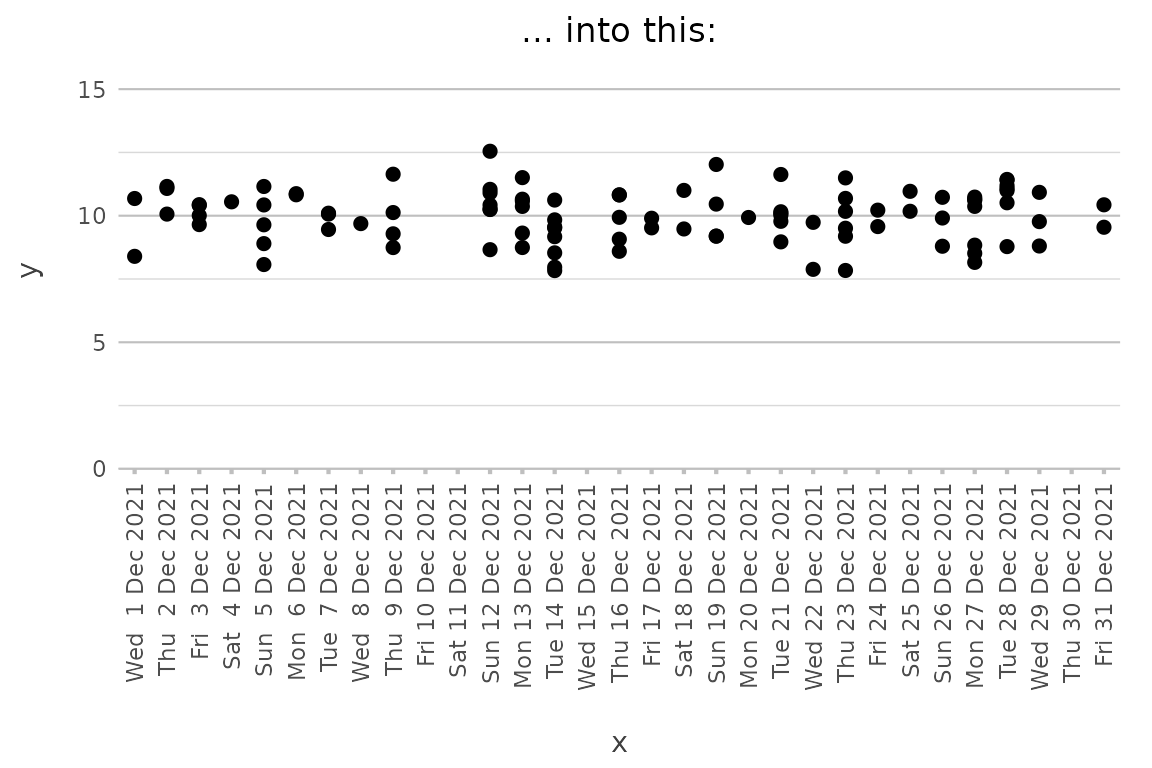 ... into this:
15
10
5
0
y
Wed  1 Dec 2021
Thu  2 Dec 2021
Fri  3 Dec 2021
Sat  4 Dec 2021
Sun  5 Dec 2021
Mon  6 Dec 2021
Tue  7 Dec 2021
Wed  8 Dec 2021
Thu  9 Dec 2021
Fri 10 Dec 2021
Sat 11 Dec 2021
Sun 12 Dec 2021
Mon 13 Dec 2021
Tue 14 Dec 2021
Wed 15 Dec 2021
Thu 16 Dec 2021
Fri 17 Dec 2021
Sat 18 Dec 2021
Sun 19 Dec 2021
Mon 20 Dec 2021
Tue 21 Dec 2021
Wed 22 Dec 2021
Thu 23 Dec 2021
Fri 24 Dec 2021
Sat 25 Dec 2021
Sun 26 Dec 2021
Mon 27 Dec 2021
Tue 28 Dec 2021
Wed 29 Dec 2021
Thu 30 Dec 2021
Fri 31 Dec 2021
x